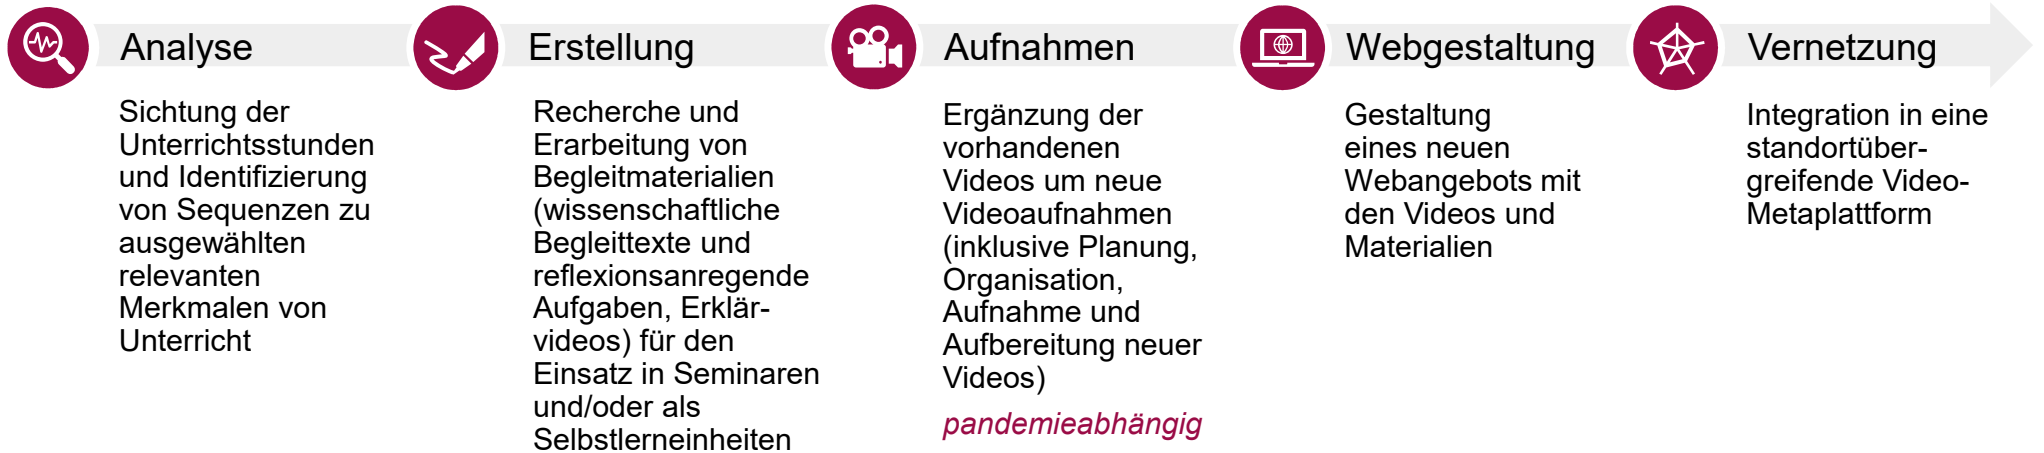 Analyse
Sichtung der
Unterrichtsstunden
und Identifizierung
von Sequenzen zu
ausgewählten
relevanten
Merkmalen von
Unterricht
Erstellung
Recherche und
Erarbeitung von
Begleitmaterialien
(wissenschaftliche
Begleittexte und
reflexionsanregende
Aufgaben, Erklär-
videos) für den
Einsatz in Seminaren
und/oder als
Selbstlerneinheiten
Aufnahmen
Ergänzung der
vorhandenen
Videos um neue
Videoaufnahmen
(inklusive Planung,
Organisation,
Aufnahme und
Aufbereitung neuer
Videos)
pandemieabhängig
Webgestaltung
Gestaltung
eines neuen
Webangebots mit
den Videos und
Materialien
Vernetzung
Integration in eine
standortüber-
greifende Video-
Metaplattform